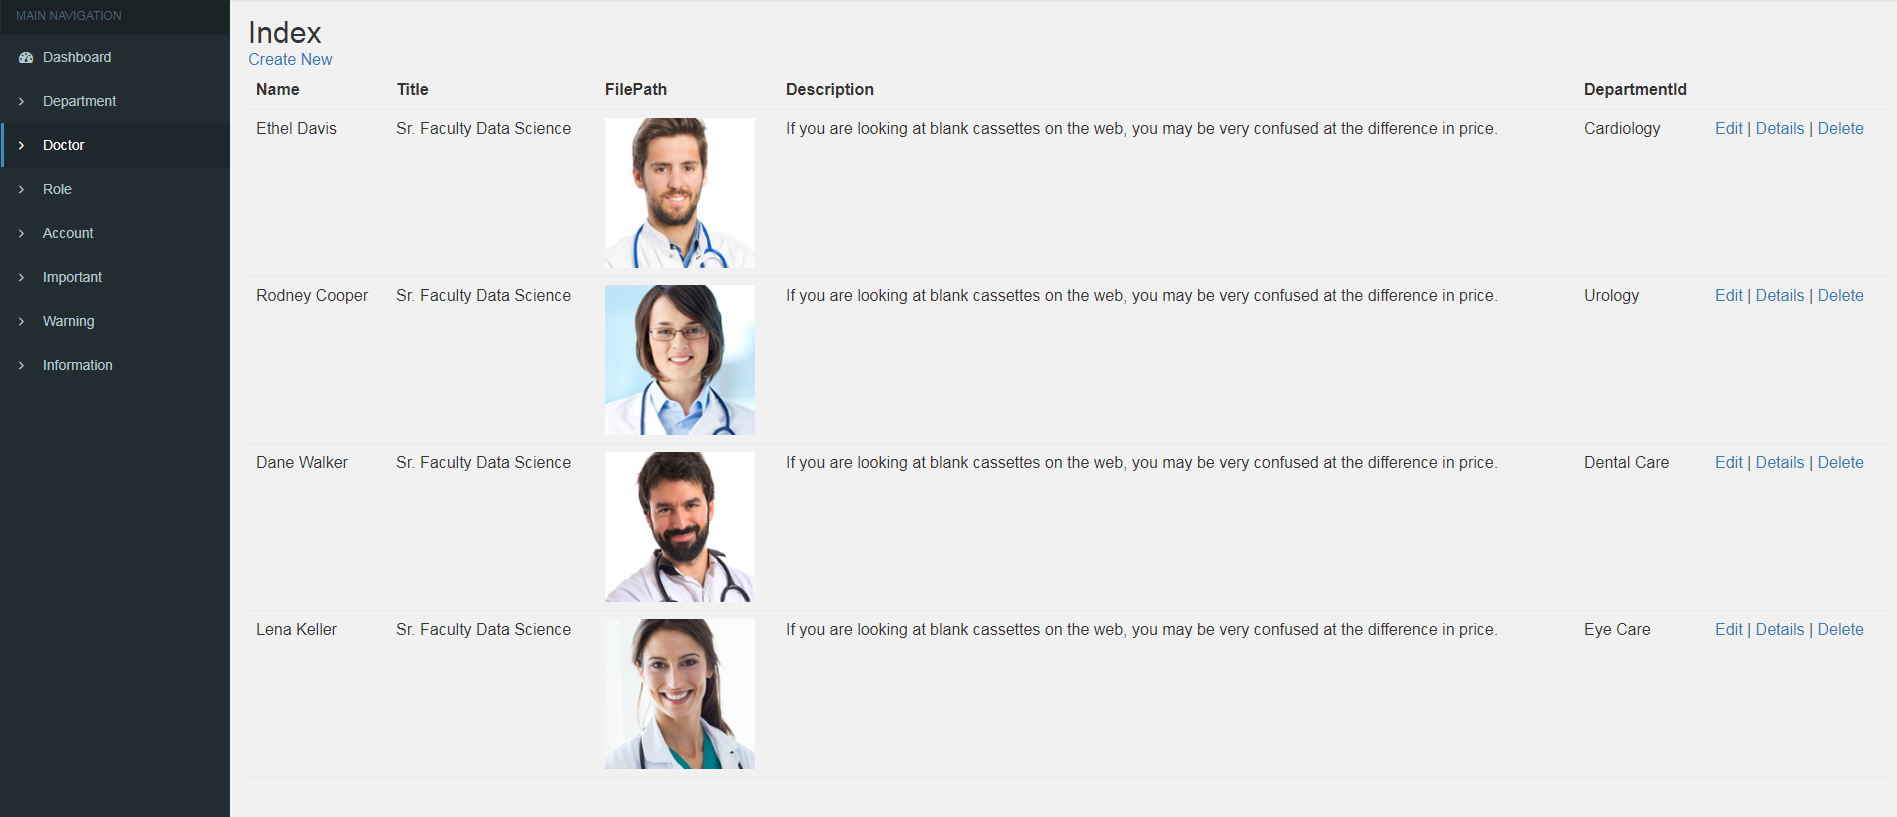 MAIN NAVIGATION
Dashboard
Department
Doctor
Role
Account
Important
Warning
Information
Index
Create New
Name Title FilePath Description DepartmentId
Ethel Davis Sr. Faculty Data Science If you are looking at blank cassettes on the web, you may be very confused at the difference in price. Cardiology Edit | Details | Delete
Rodney Cooper Sr. Faculty Data Science If you are looking at blank cassettes on the web, you may be very confused at the difference in price. Urology Edit | Details | Delete
Dane Walker Sr. Faculty Data Science If you are looking at blank cassettes on the web, you may be very confused at the difference in price. Dental Care Edit | Details | Delete
Lena Keller Sr. Faculty Data Science If you are looking at blank cassettes on the web, you may be very confused at the difference in price. Eye Care Edit | Details | Delete